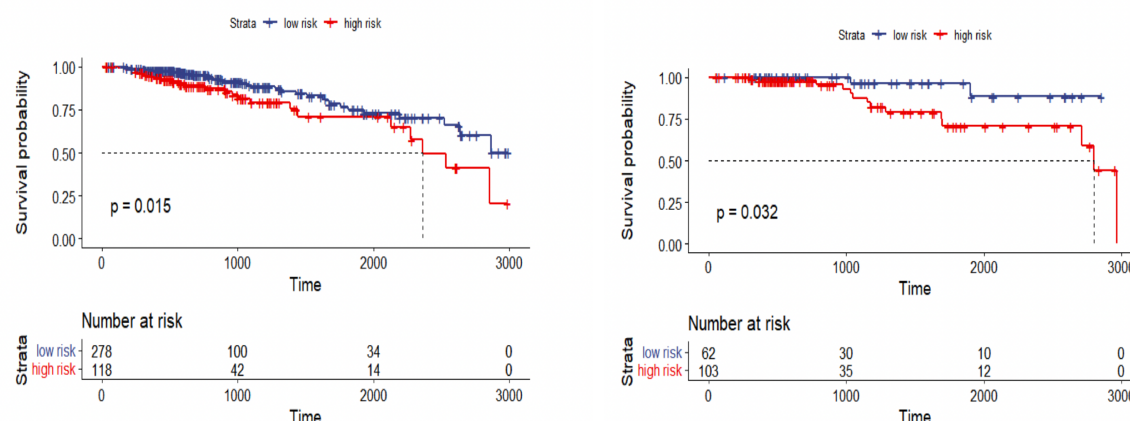 Strata low risk high risk
Survival probability
1.00
0.75
0.50
0.25
0.00
p = 0.015
0 1000 2000 3000
Time
Number at risk
Strata
low risk 278 100 34 0
high risk 118 42 14 0
0 1000 2000 3000
Time
Strata low risk high risk
Survival probability
1.00
0.75
0.50
0.25
0.00
p = 0.032
0 1000 2000 3000
Time
Number at risk
Strata
low risk 62 30 10 0
high risk 103 35 12 0
0 1000 2000 3000
Time